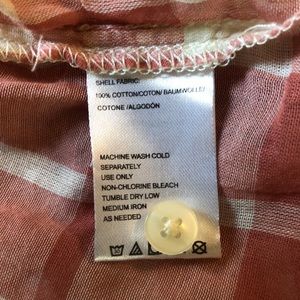 SHELL FABRIC:
100% COTTON/COTON/ BAUMWOLLE/
COTONE /ALGODÓN
MACHINE WASH COLD
SEPARATELY
USE ONLY
NON-CHLORINE BLEACH
TUMBLE DRY LOW
MEDIUM IRON
AS NEEDED